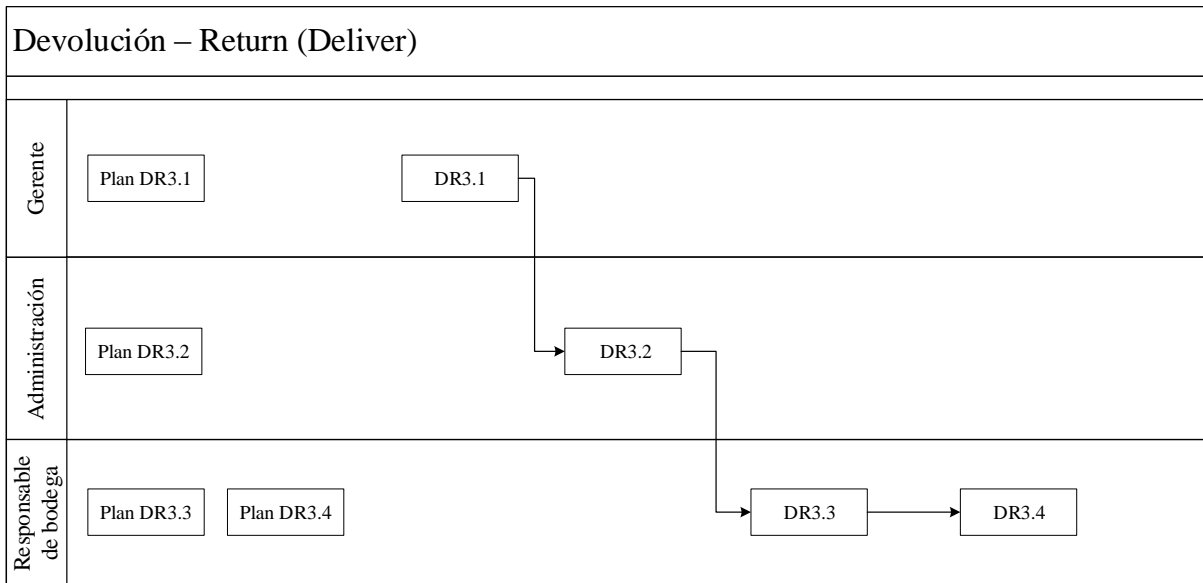 Devolución – Return (Deliver)
Gerente
Plan DR3.1
DR3.1
Administración
Plan DR3.2
DR3.2
Responsable
de bodega
Plan DR3.3
Plan DR3.4
DR3.3
DR3.4